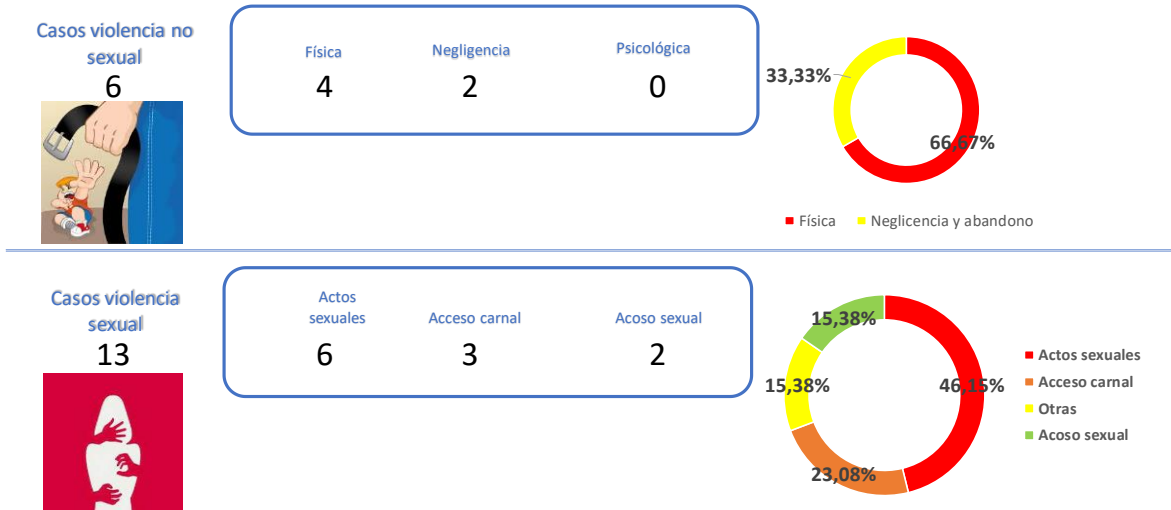 Casos violencia no
sexual
6
Física
Negligencia
Psicológica
4
2
0
33,33%
66,67%
Física
Neglicencia y abandono
Casos violencia
sexual
13
Actos
sexuales
Acceso carnal
Acoso sexual
6
3
2
15,38%
15,38%
46,15%
23,08%
Actos sexuales
Acceso carnal
Otras
Acoso sexual